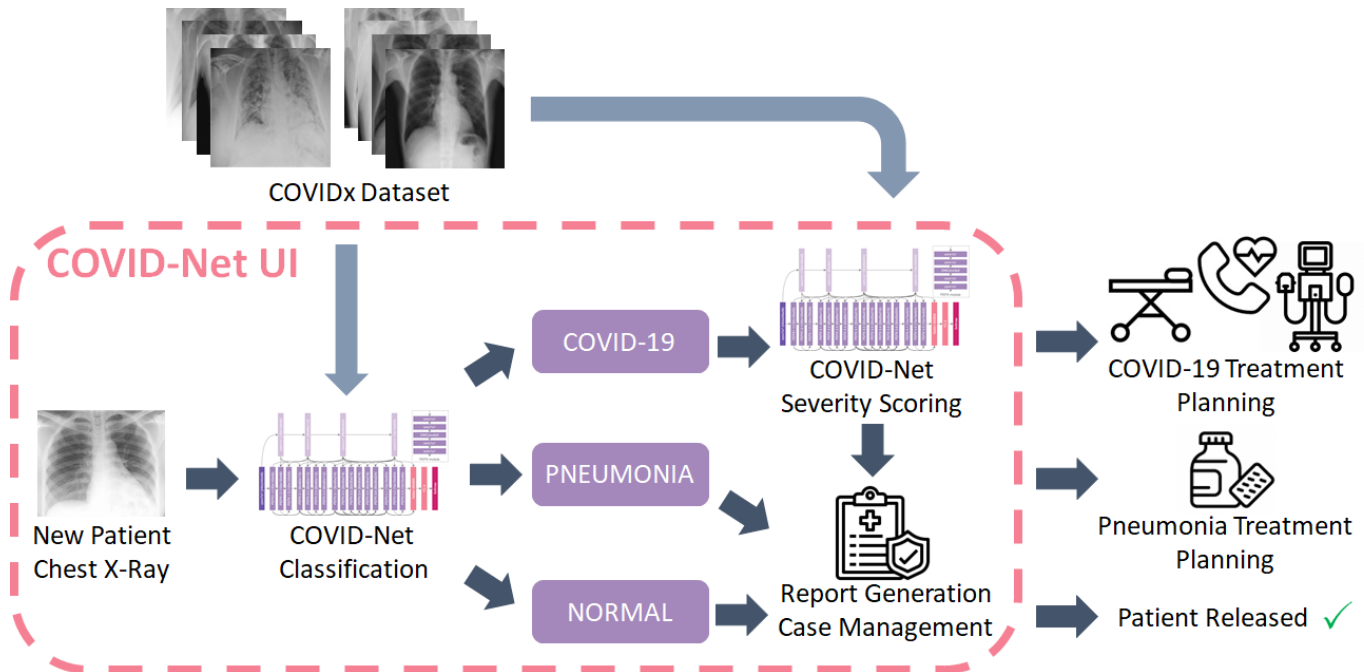 COVIDx Dataset
COVID-Net UI
COVID-19
COVID-Net
Severity Scoring
COVID-19 Treatment
Planning
New Patient
Chest X-Ray
COVID-Net
Classification
PNEUMONIA
Pneumonia Treatment
Planning
NORMAL
Report Generation
Case Management
Patient Released